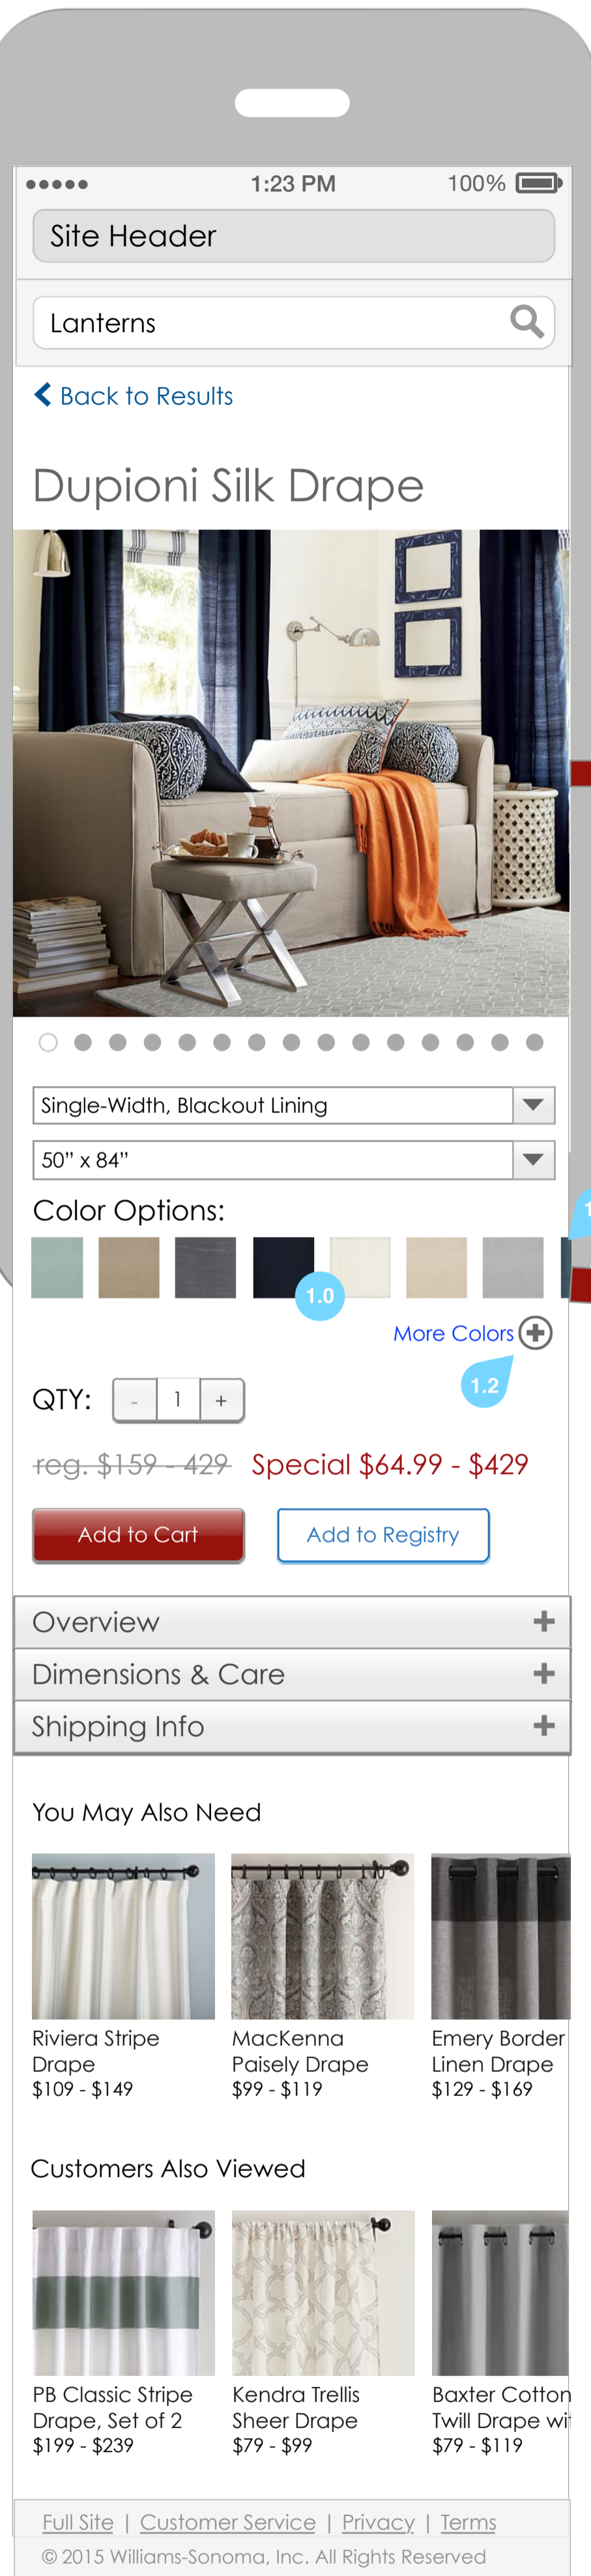 1:23 PM 100%
Site Header
Lanterns
Back to Results
Dupioni Silk Drape
Single-Width, Blackout Lining
50” x 84”
Color Options:
1.0
More Colors
1.2
QTY: - 1 +
reg. $159 - 429 Special $64.99 - $429
Add to Cart Add to Registry
Overview +
Dimensions & Care +
Shipping Info +
You May Also Need
Riviera Stripe MacKenna Emery Border
Drape Paisely Drape Linen Drape
$109 - $149 $99 - $119 $129 - $169
Customers Also Viewed
PB Classic Stripe Kendra Trellis Baxter Cotton
Drape, Set of 2 Sheer Drape Twill Drape
$199 - $239 $79 - $99 $79 - $119
Full Site | Customer Service | Privacy | Terms
© 2015 Williams-Sonoma, Inc. All Rights Reserved